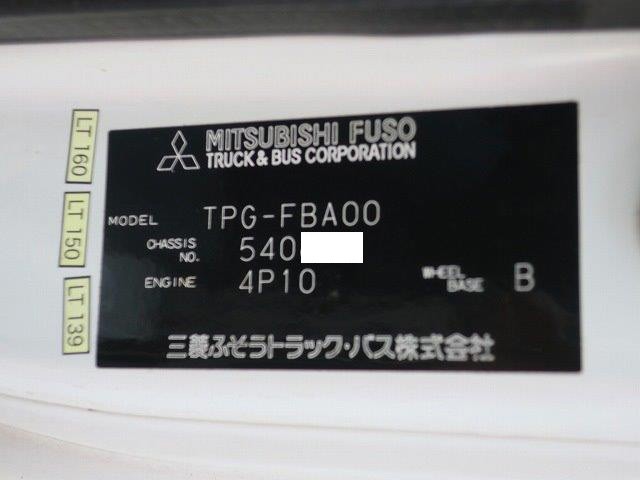 MITSUBISHI FUSO
TRUCK & BUS CORPORATION
MODEL TPG-FBA00
CHASSIS NO. 540
ENGINE 4P10 WHEEL BASE B
三菱ふそうトラック・バス株式会社
LT 160
LT 150
LT 139